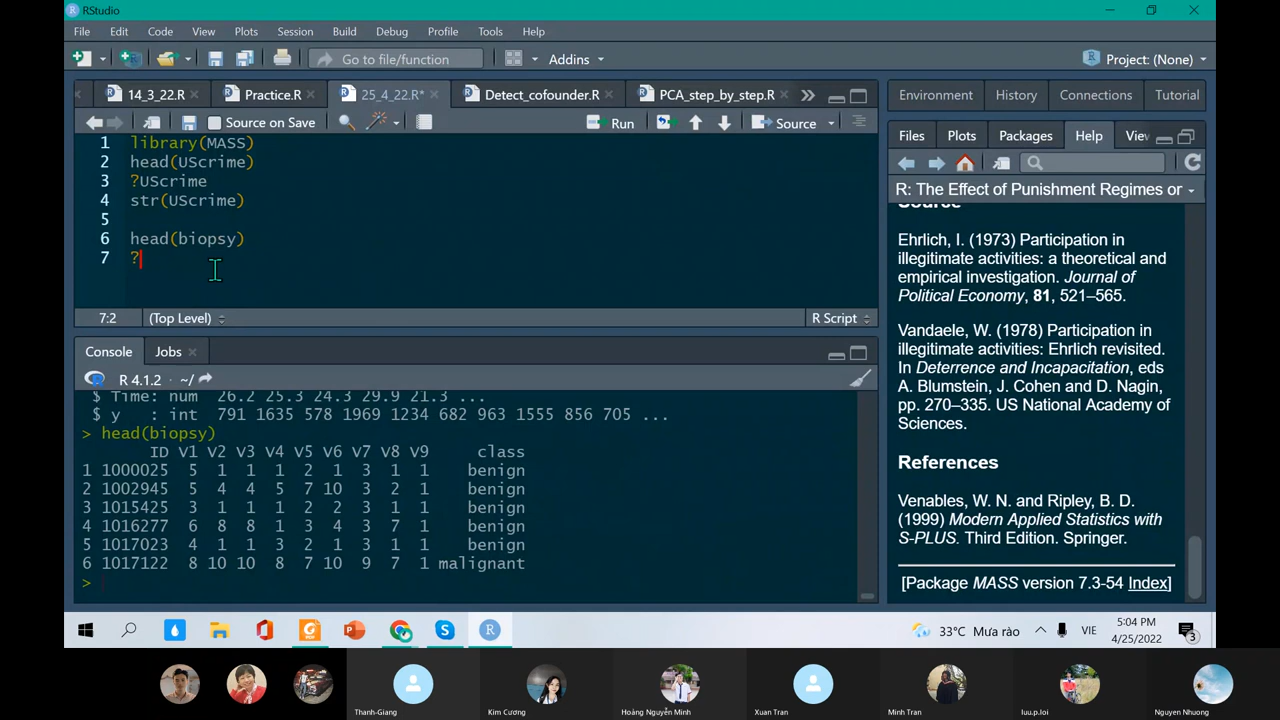 RStudio
File Edit Code View Plots Session Build Debug Profile Tools Help
Go to file/function
Addins
Project: (None)
14_3_22.R
Practice.R
25_4_22.R*
Detect_cofounder.R
PCA_step_by_step.R
Source on Save
Run
Source
1 library(MASS)
2 head(UScrime)
3 ?UScrime
4 str(UScrime)
5
6 head(biopsy)
7 ?
7:2 (Top Level) R Script
Console Jobs
R 4.1.2 · ~/
$ Time: num 26.2 25.3 24.3 29.9 21.3 ...
$ y : int 791 1635 578 1969 1234 682 963 1555 856 705 ...
> head(biopsy)
ID V1 V2 V3 V4 V5 V6 V7 V8 V9 class
1 1000025 5 1 1 1 2 1 3 1 1 benign
2 1002945 5 4 4 5 7 10 3 2 1 benign
3 1015425 3 1 1 1 2 2 3 1 1 benign
4 1016277 6 8 8 1 3 4 3 7 1 benign
5 1017023 4 1 1 3 2 1 3 1 1 benign
6 1017122 8 10 10 8 7 10 9 7 1 malignant
>
Environment History Connections Tutorial
Files Plots Packages Help Viev
R: The Effect of Punishment Regimes or
Source
Ehrlich, I. (1973) Participation in
illegitimate activities: a theoretical and
empirical investigation. Journal of
Political Economy, 81, 521–565.
Vandaele, W. (1978) Participation in
illegitimate activities: Ehrlich revisited.
In Deterrence and Incapacitation, eds
A. Blumstein, J. Cohen and D. Nagin,
pp. 270–335. US National Academy of
Sciences.
References
Venables, W. N. and Ripley, B. D.
(1999) Modern Applied Statistics with
S-PLUS. Third Edition. Springer.
[Package MASS version 7.3-54 Index]
33°C Mưa rào
VIE
5:04 PM
4/25/2022
3
Thanh-Giang
Kim Cương
Hoàng Nguyễn Minh
Xuan Tran
Minh Tran
luu.p.loi
Nguyen Nhuong